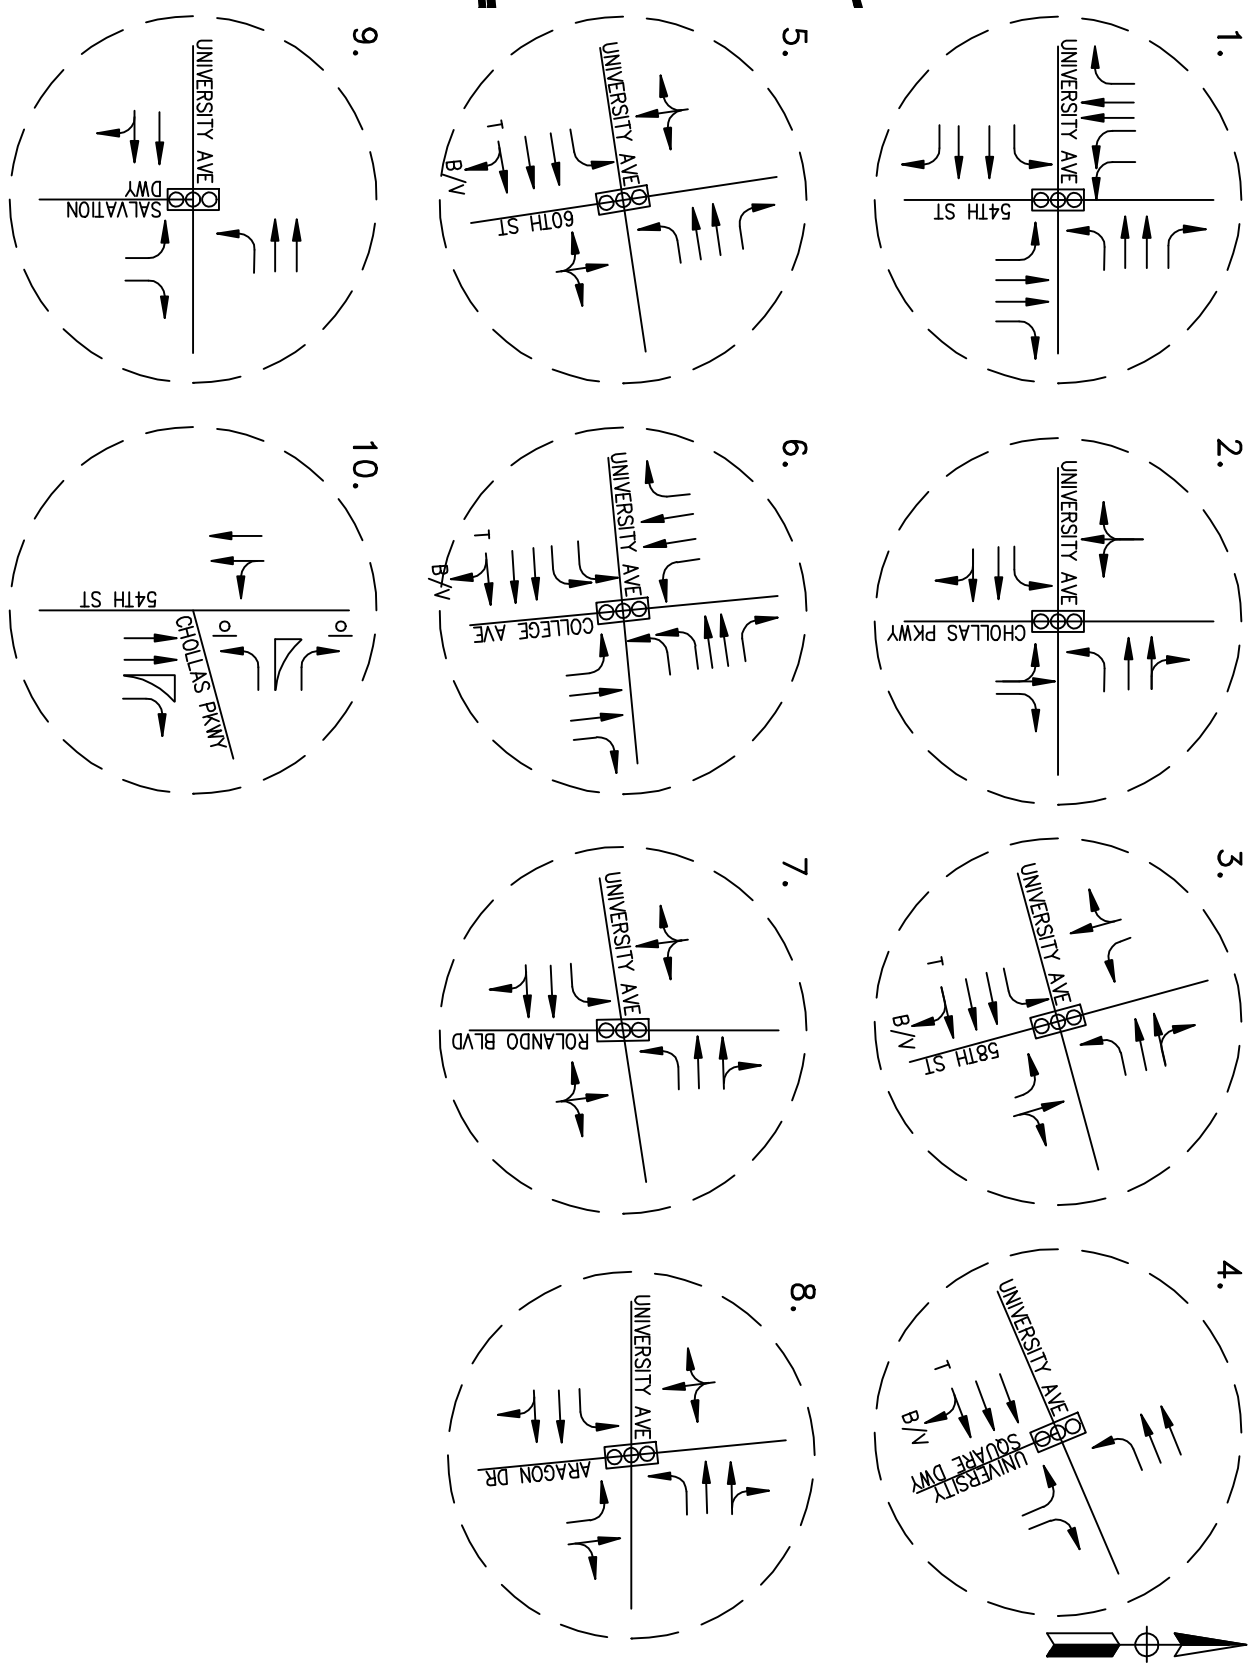 1.
UNIVERSITY AVE
54TH ST
2.
UNIVERSITY AVE
CHOLLAS PKWY
3.
UNIVERSITY AVE
58TH ST
T
B/V
4.
UNIVERSITY AVE
UNIVERSITY
SQUARE DWY
T
B/V
5.
UNIVERSITY AVE
60TH ST
T
B/V
6.
UNIVERSITY AVE
COLLEGE AVE
T
B/V
7.
UNIVERSITY AVE
ROLANDO BLVD
8.
UNIVERSITY AVE
ARAGON DR
9.
UNIVERSITY AVE
SALVATION
DWY
10.
54TH ST
CHOLLAS PKWY